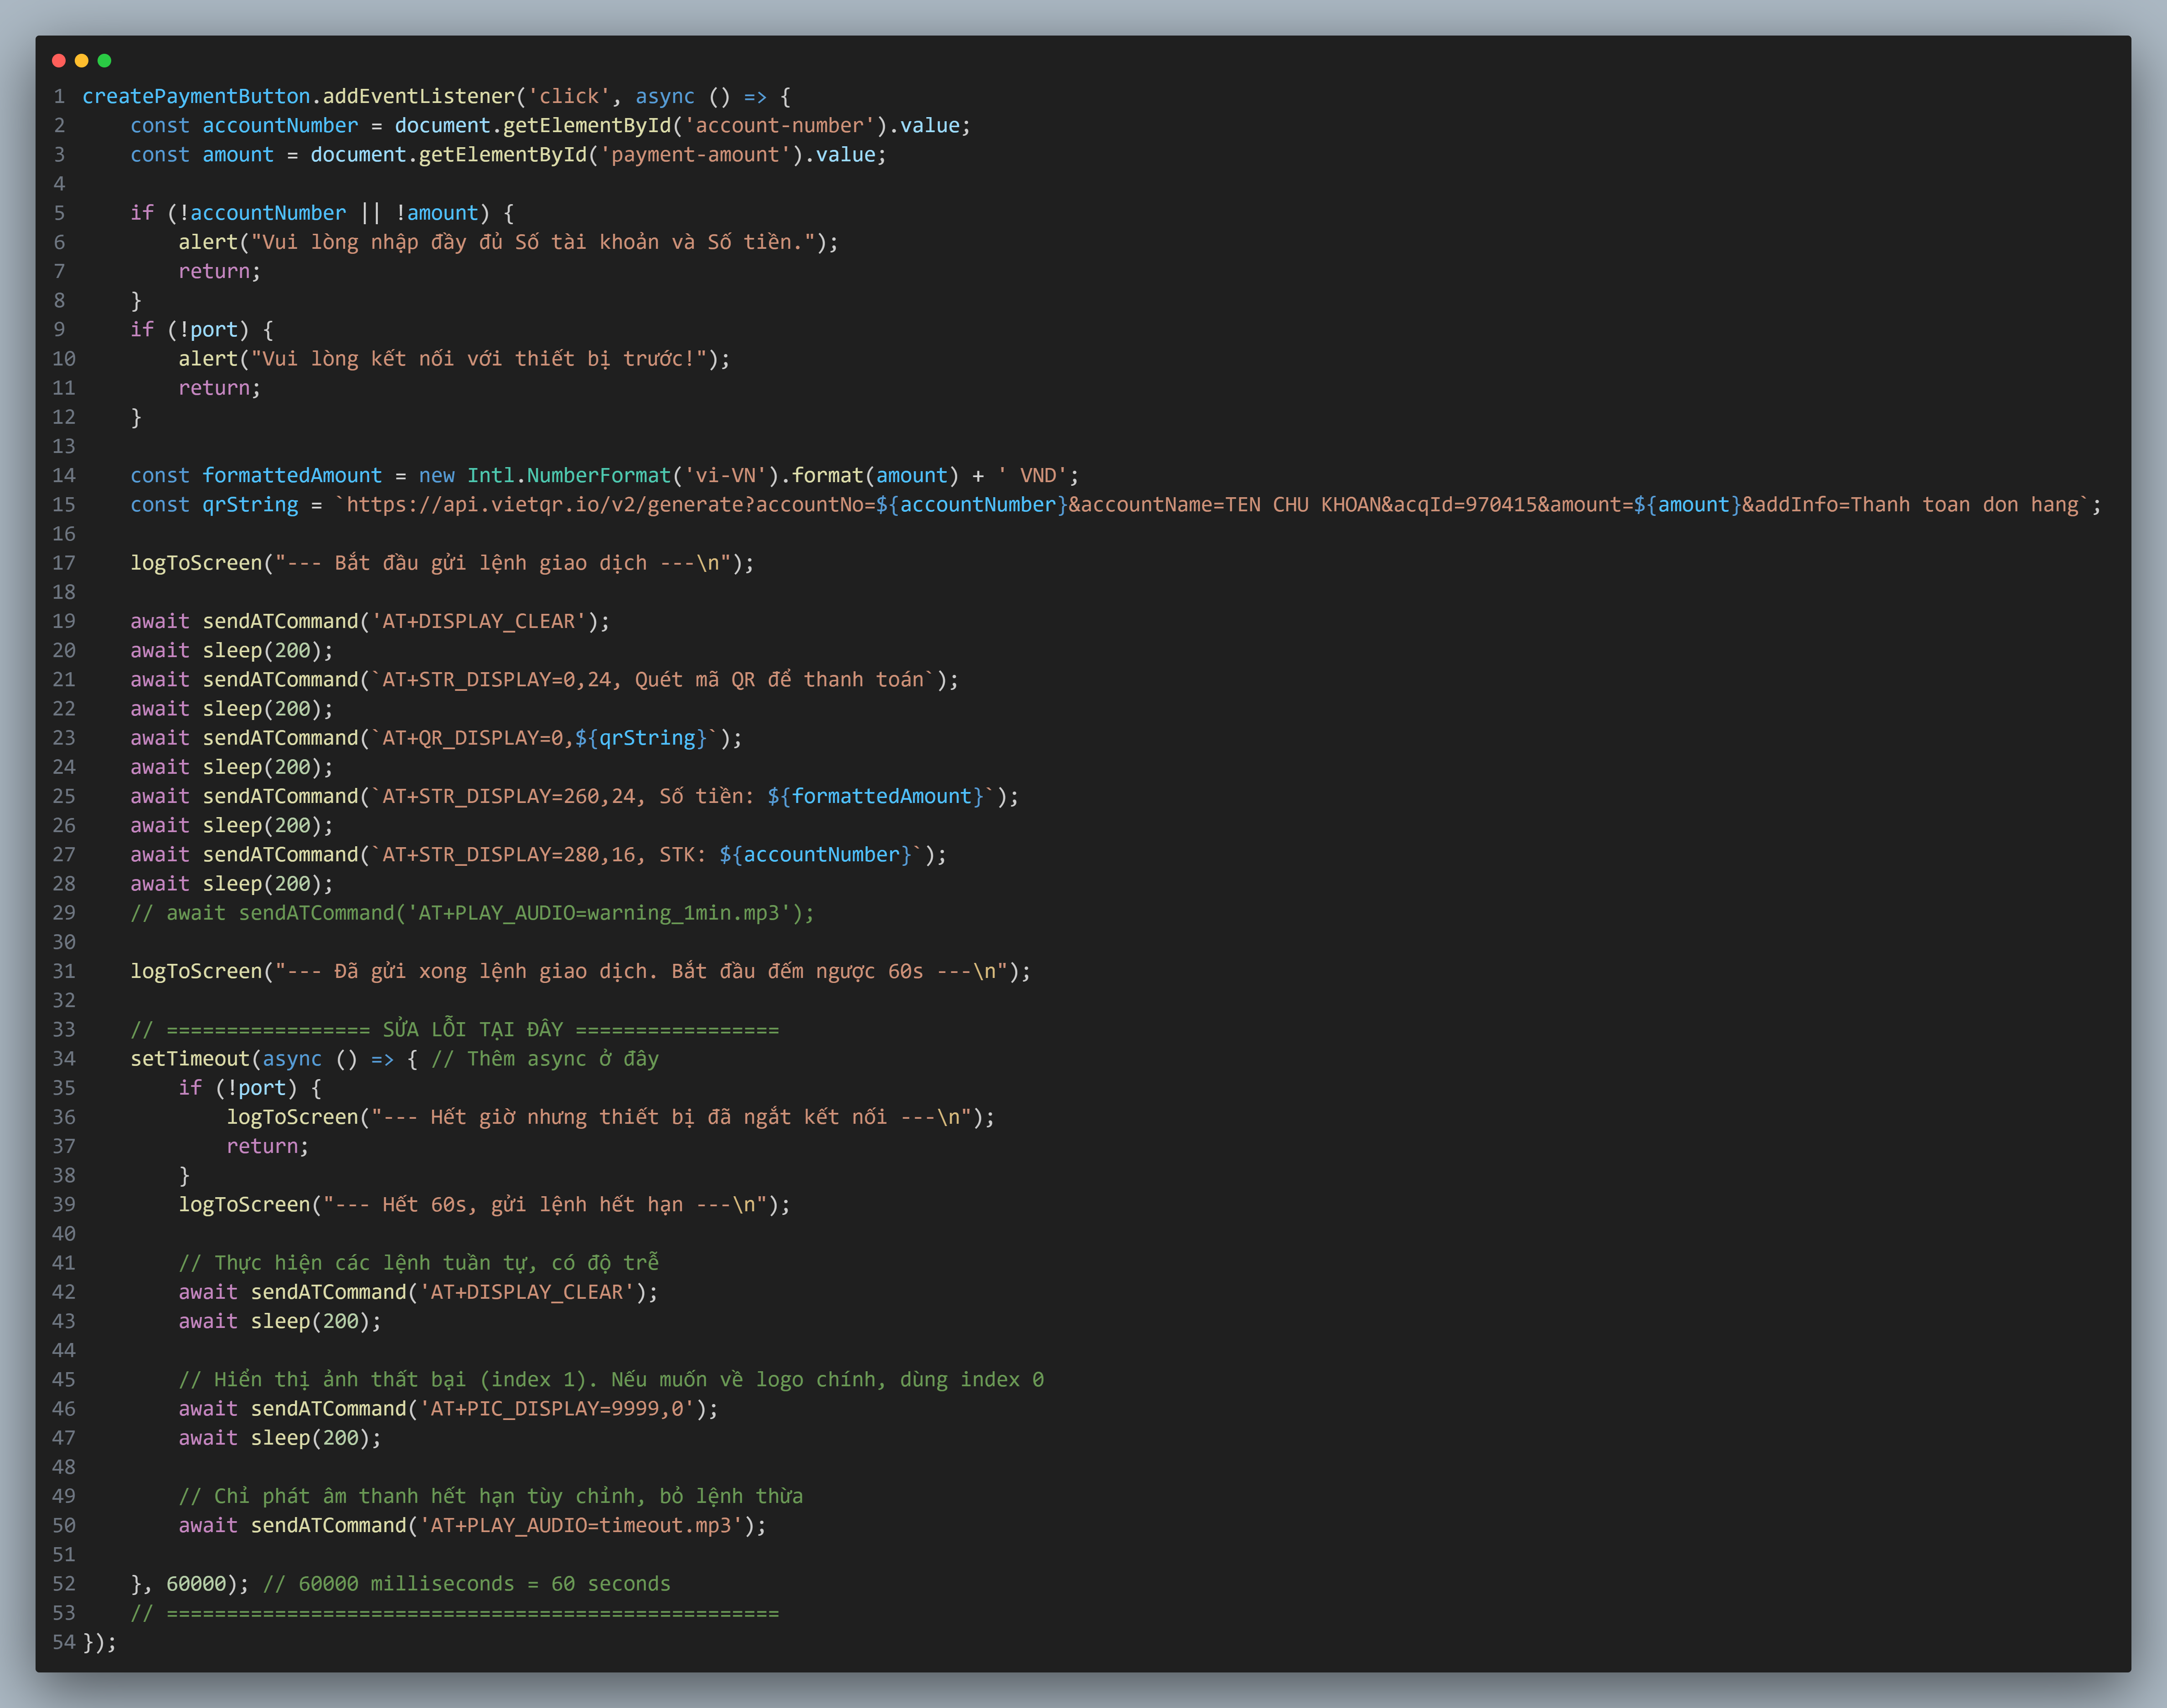 1 createPaymentButton.addEventListener('click', async () => {
2     const accountNumber = document.getElementById('account-number').value;
3     const amount = document.getElementById('payment-amount').value;
4
5     if (!accountNumber || !amount) {
6         alert("Vui lòng nhập đầy đủ Số tài khoản và Số tiền.");
7         return;
8     }
9     if (!port) {
10         alert("Vui lòng kết nối với thiết bị trước!");
11         return;
12     }
13
14     const formattedAmount = new Intl.NumberFormat('vi-VN').format(amount) + ' VND';
15     const qrString = `https://api.vietqr.io/v2/generate?accountNo=${accountNumber}&accountName=TEN CHU KHOAN&acqId=970415&amount=${amount}&addInfo=Thanh toan don hang`;
16
17     logToScreen("--- Bắt đầu gửi lệnh giao dịch ---\n");
18
19     await sendATCommand('AT+DISPLAY_CLEAR');
20     await sleep(200);
21     await sendATCommand(`AT+STR_DISPLAY=0,24, Quét mã QR để thanh toán`);
22     await sleep(200);
23     await sendATCommand(`AT+QR_DISPLAY=0,${qrString}`);
24     await sleep(200);
25     await sendATCommand(`AT+STR_DISPLAY=260,24, Số tiền: ${formattedAmount}`);
26     await sleep(200);
27     await sendATCommand(`AT+STR_DISPLAY=280,16, STK: ${accountNumber}`);
28     await sleep(200);
29     // await sendATCommand('AT+PLAY_AUDIO=warning_1min.mp3');
30
31     logToScreen("--- Đã gửi xong lệnh giao dịch. Bắt đầu đếm ngược 60s ---\n");
32
33     // ================= SỬA LỖI TẠI ĐÂY =================
34     setTimeout(async () => { // Thêm async ở đây
35         if (!port) {
36             logToScreen("--- Hết giờ nhưng thiết bị đã ngắt kết nối ---\n");
37             return;
38         }
39         logToScreen("--- Hết 60s, gửi lệnh hết hạn ---\n");
40
41         // Thực hiện các lệnh tuần tự, có độ trễ
42         await sendATCommand('AT+DISPLAY_CLEAR');
43         await sleep(200);
44
45         // Hiển thị ảnh thất bại (index 1). Nếu muốn về logo chính, dùng index 0
46         await sendATCommand('AT+PIC_DISPLAY=9999,0');
47         await sleep(200);
48
49         // Chỉ phát âm thanh hết hạn tùy chỉnh, bỏ lệnh thừa
50         await sendATCommand('AT+PLAY_AUDIO=timeout.mp3');
51
52     }, 60000); // 60000 milliseconds = 60 seconds
53     // ===================================================
54 });